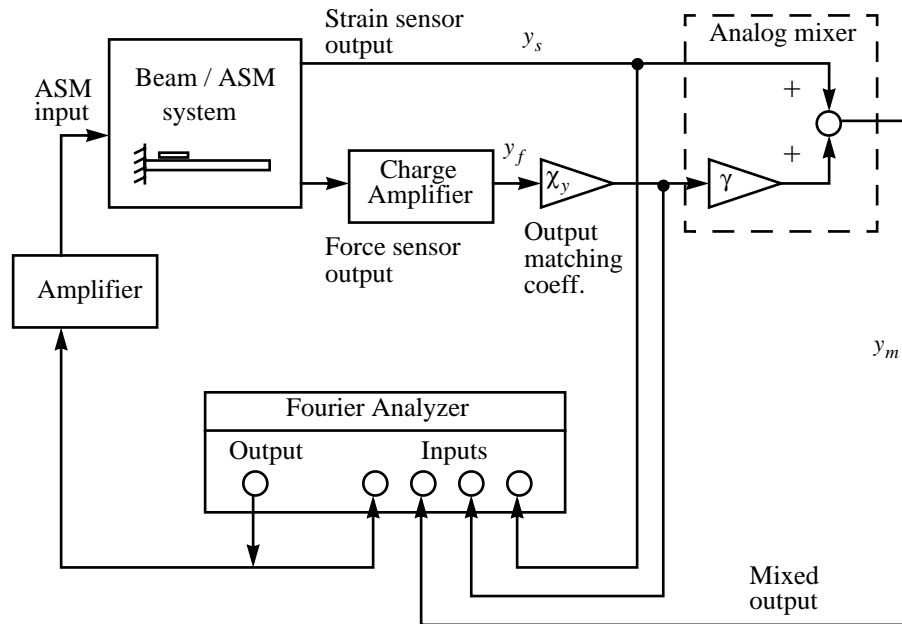 Strain sensor
output
y_s
Analog mixer
Beam / ASM
system
ASM
input
+
+
Charge
Amplifier
y_f
χ_y
γ
Force sensor
output
Output
matching
coeff.
Amplifier
y_m
Fourier Analyzer
Output
Inputs
Mixed
output